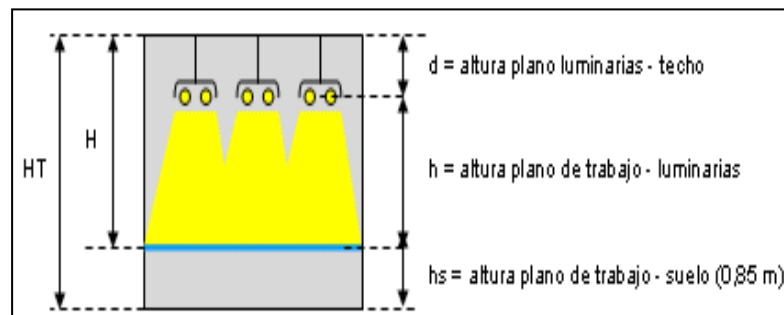 d = altura plano luminarias - techo
H
HT
h = altura plano de trabajo - luminarias
hs = altura plano de trabajo - suelo (0,85 m)